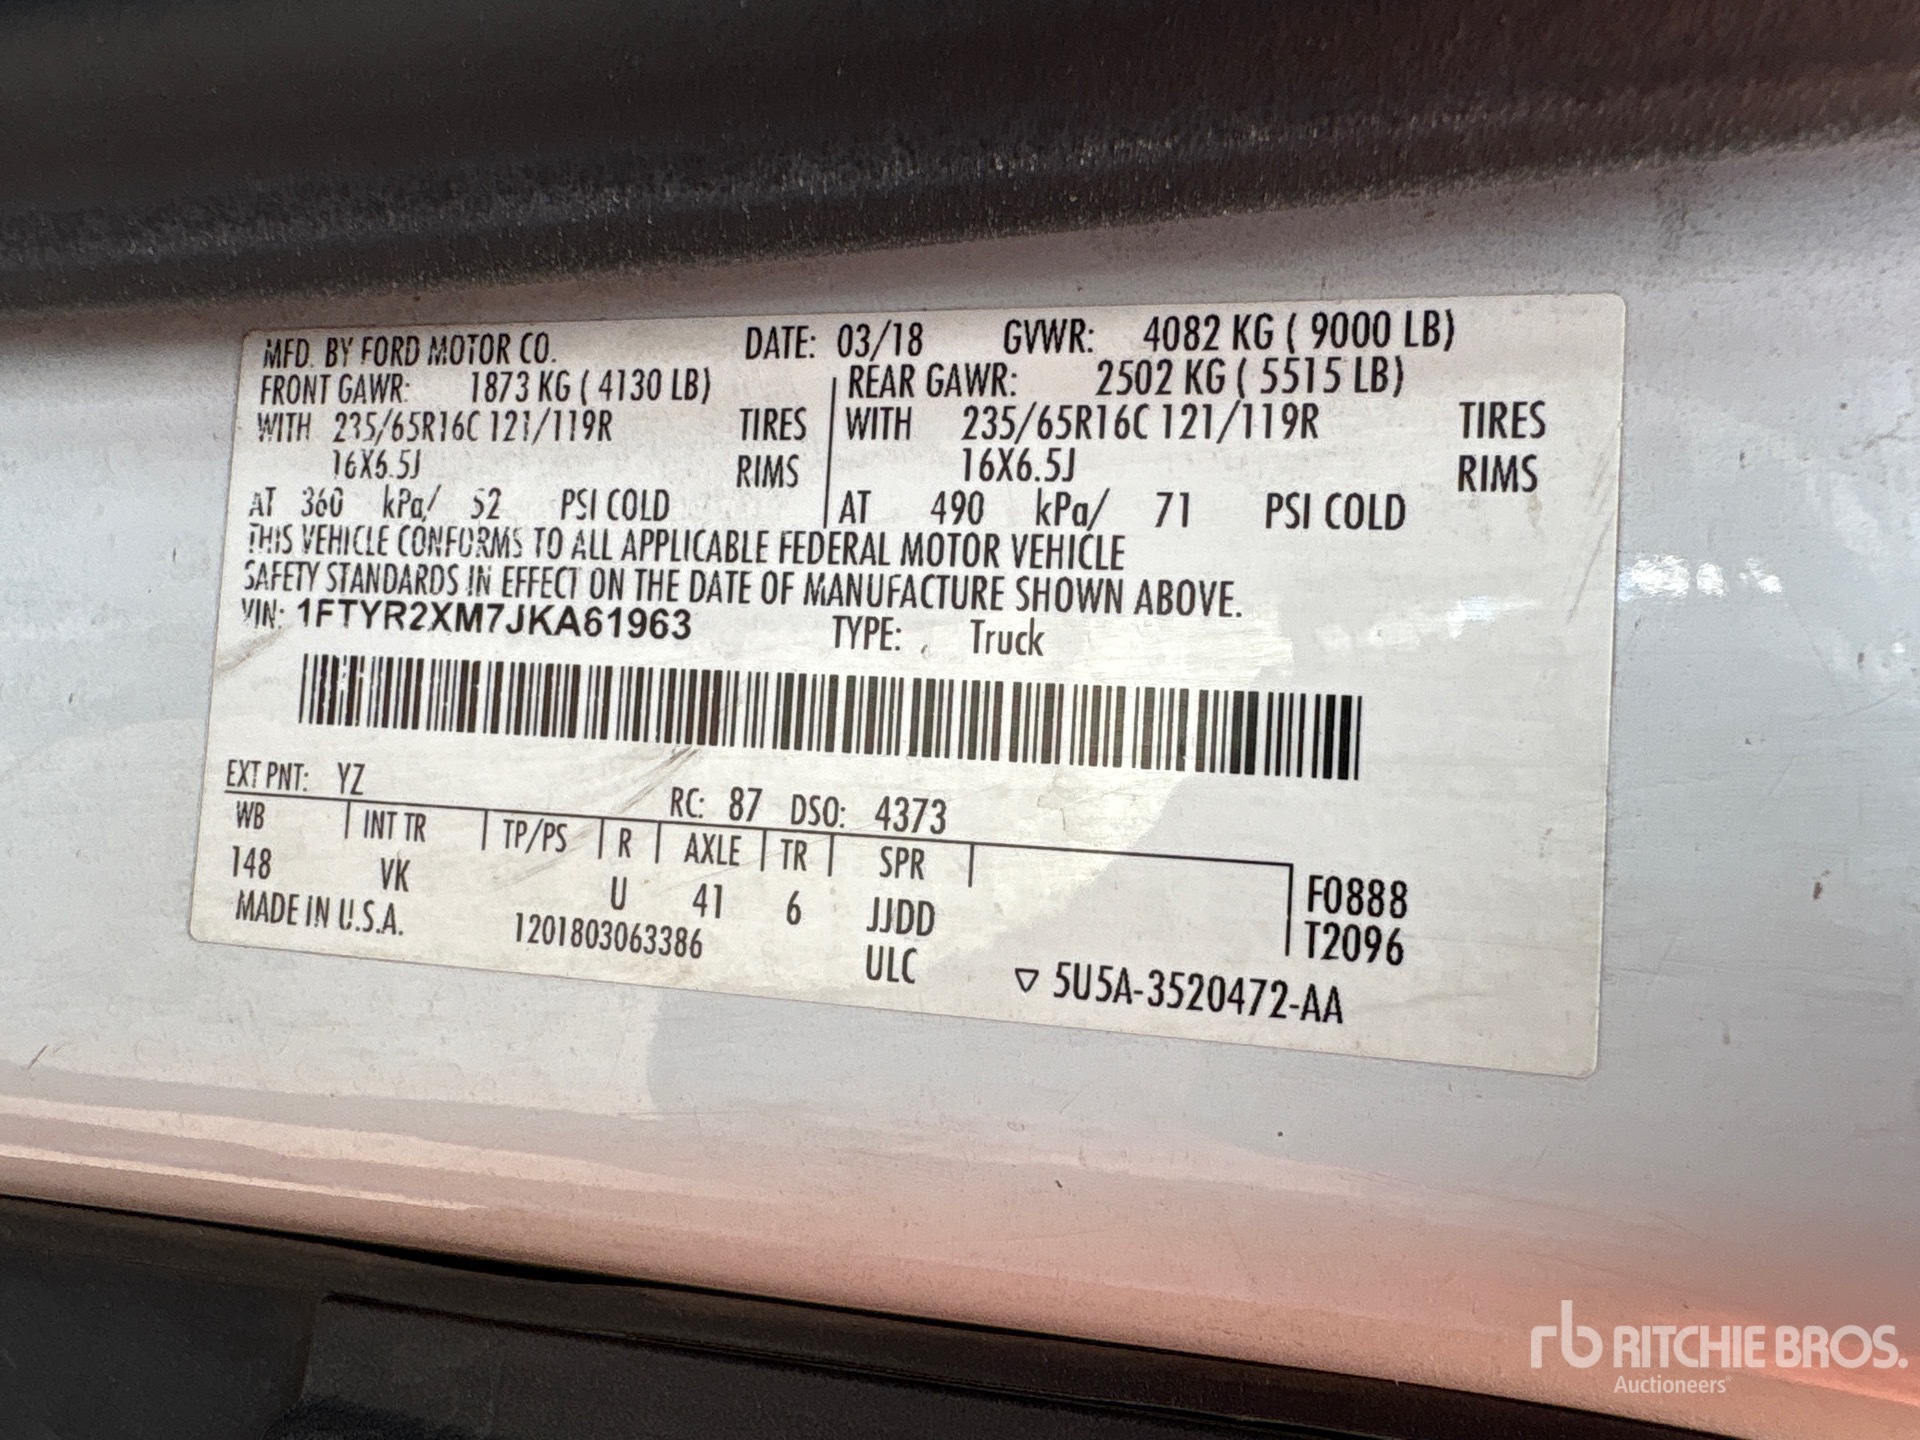 MFD. BY FORD MOTOR CO. DATE: 03/18 GVWR: 4082 KG ( 9000 LB)
FRONT GAWR: 1873 KG ( 4130 LB) REAR GAWR: 2502 KG ( 5515 LB)
WITH 235/65R16C 121/119R TIRES WITH 235/65R16C 121/119R TIRES
16X6.5J RIMS 16X6.5J RIMS
AT 360 kPa/ 52 PSI COLD AT 490 kPa/ 71 PSI COLD
THIS VEHICLE CONFORMS TO ALL APPLICABLE FEDERAL MOTOR VEHICLE
SAFETY STANDARDS IN EFFECT ON THE DATE OF MANUFACTURE SHOWN ABOVE.
VIN: 1FTYR2XM7JKA61963 TYPE: Truck
EXT PNT: YZ RC: 87 DSO: 4373
WB INT TR TP/PS R AXLE TR SPR
148 VK U 41 6 JJDD F0888
MADE IN U.S.A. 1201803063386 ULC T2096
▽ 5U5A-3520472-AA
rb RITCHIE BROS.
Auctioneers